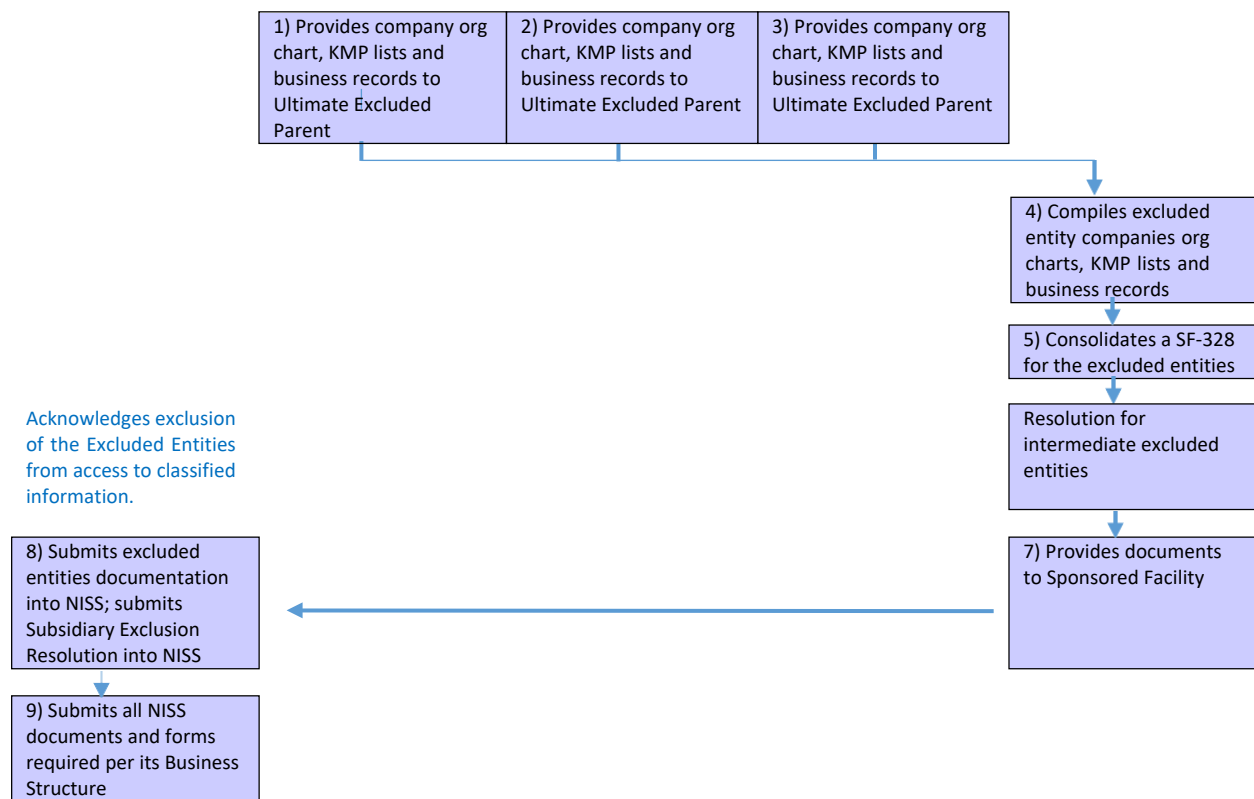 1) Provides company org
chart, KMP lists and
business records to
Ultimate Excluded
Parent
2) Provides company org
chart, KMP lists and
business records to
Ultimate Excluded Parent
3) Provides company org
chart, KMP lists and
business records to
Ultimate Excluded Parent
4) Compiles excluded
entity companies org
charts, KMP lists and
business records
5) Consolidates a SF-328
for the excluded entities
Resolution for
intermediate excluded
entities
Acknowledges exclusion
of the Excluded Entities
from access to classified
information.
7) Provides documents
to Sponsored Facility
8) Submits excluded
entities documentation
into NISS; submits
Subsidiary Exclusion
Resolution into NISS
9) Submits all NISS
documents and forms
required per its Business
Structure